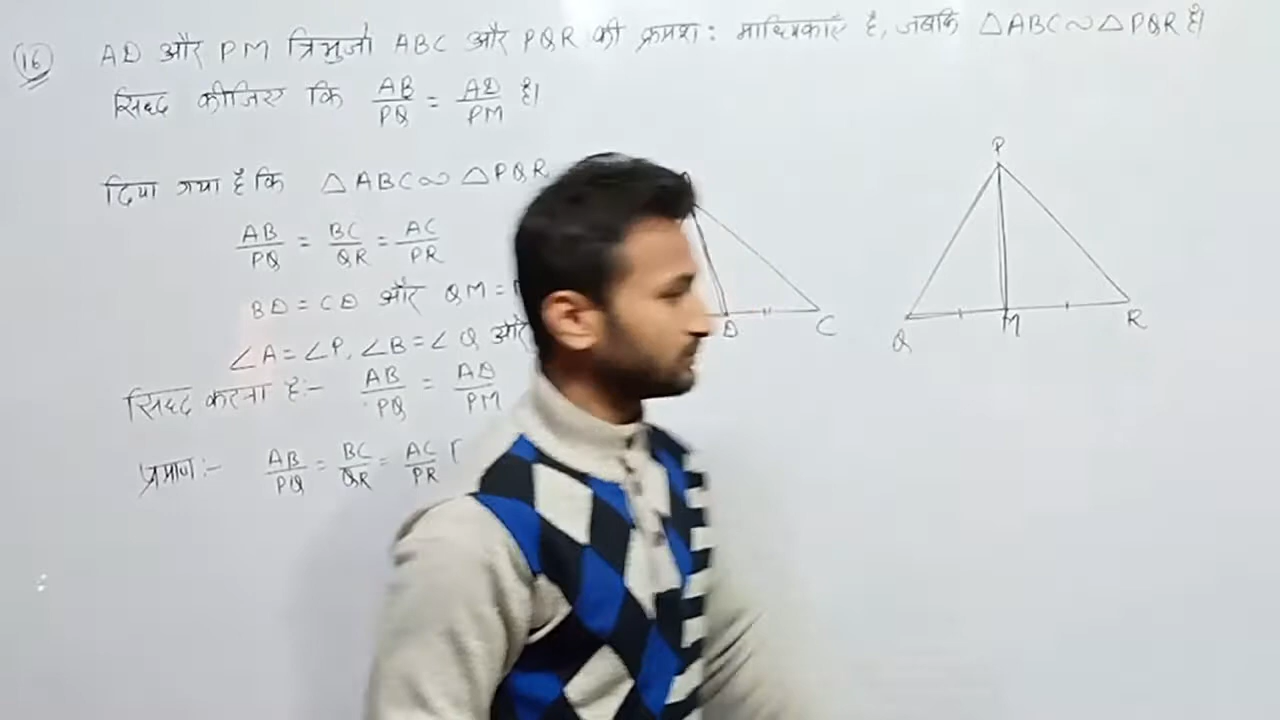 16 AD और PM त्रिभुजों ABC और PQR की क्रमशः माध्यिकाएँ है, जबकि △ABC ~ △PQR है।
सिध्द कीजिए कि AB/PQ = AD/PM है।
दिया गया है कि △ABC ~ △PQR
AB/PQ = BC/QR = AC/PR
BD = CD और QM =
∠A = ∠P, ∠B = ∠Q और
सिध्द करना है:- AB/PQ = AD/PM
प्रमाण:- AB/PQ = BC/QR = AC/PR [
D C
P
Q M R